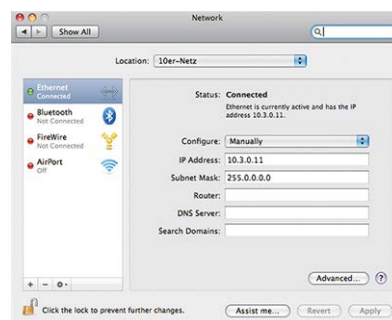 Network
Show All
Location: 10er-Netz
Ethernet
Connected
Bluetooth
Not Connected
FireWire
Not Connected
AirPort
Off
Status: Connected
Ethernet is currently active and has the IP
address 10.3.0.11.
Configure: Manually
IP Address: 10.3.0.11
Subnet Mask: 255.0.0.0
Router:
DNS Server:
Search Domains:
Advanced... ?
Click the lock to prevent further changes.
Assist me... Revert Apply